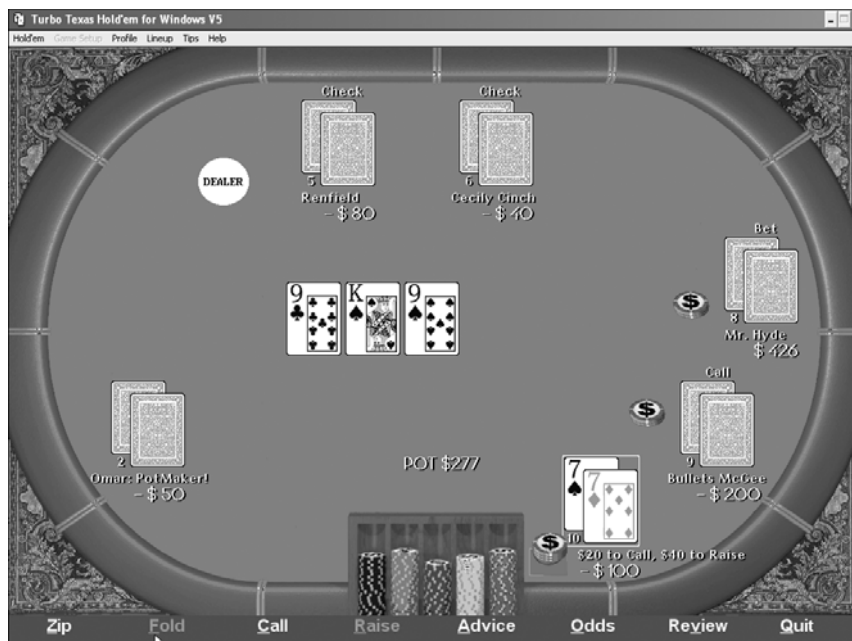 Turbo Texas Hold'em for Windows V5
Hold'em Game Setup Profile Lineup Tips Help
Check Check
DEALER
5 6
Renfield Cecily Cinch
- $ 80 - $ 40
Bet
9 K 9
$
8
Mr. Hyde
$ 426
Call
$
2 9
Omar: PotMaker! Bullets McGee
- $ 50 - $ 200
POT $277
7 7
10
$
$20 to Call, $40 to Raise
- $ 100
Zip Fold Call Raise Advice Odds Review Quit